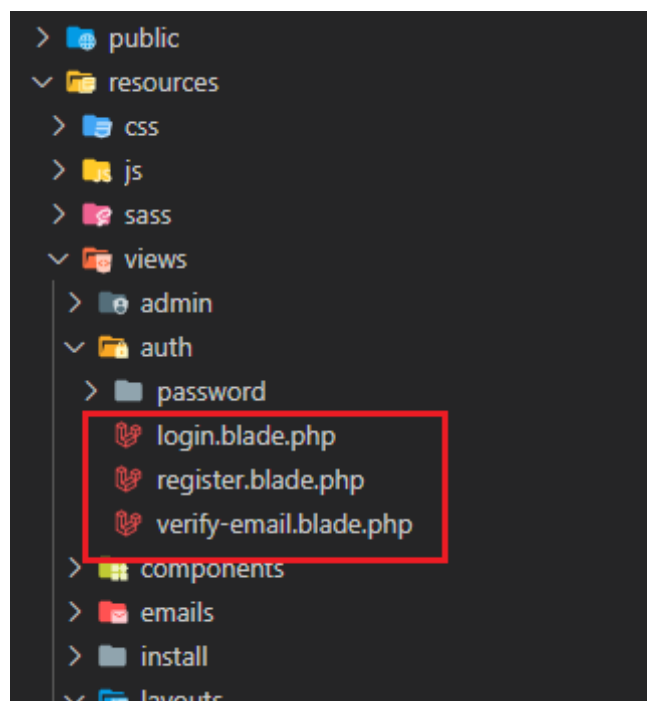 public
resources
css
js
sass
views
admin
auth
password
login.blade.php
register.blade.php
verify-email.blade.php
components
emails
install
layouts